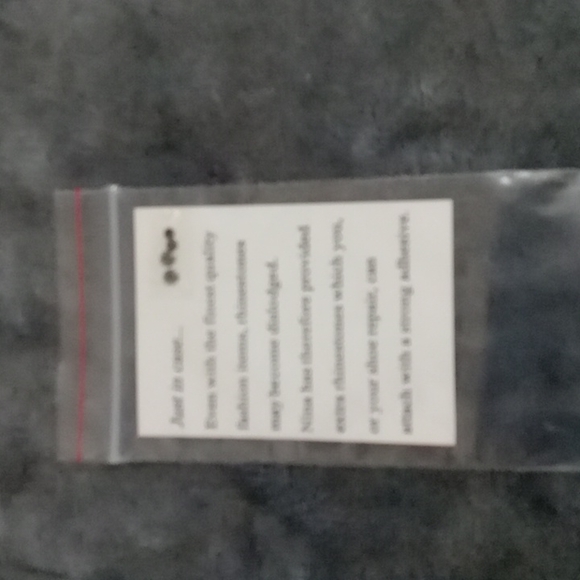 Just in case...
Even with the finest quality
fashion items, rhinestones
may become dislodged.
Nina has therefore provided
extra rhinestones which you,
or your shoe repair, can
attach with a strong adhesive.